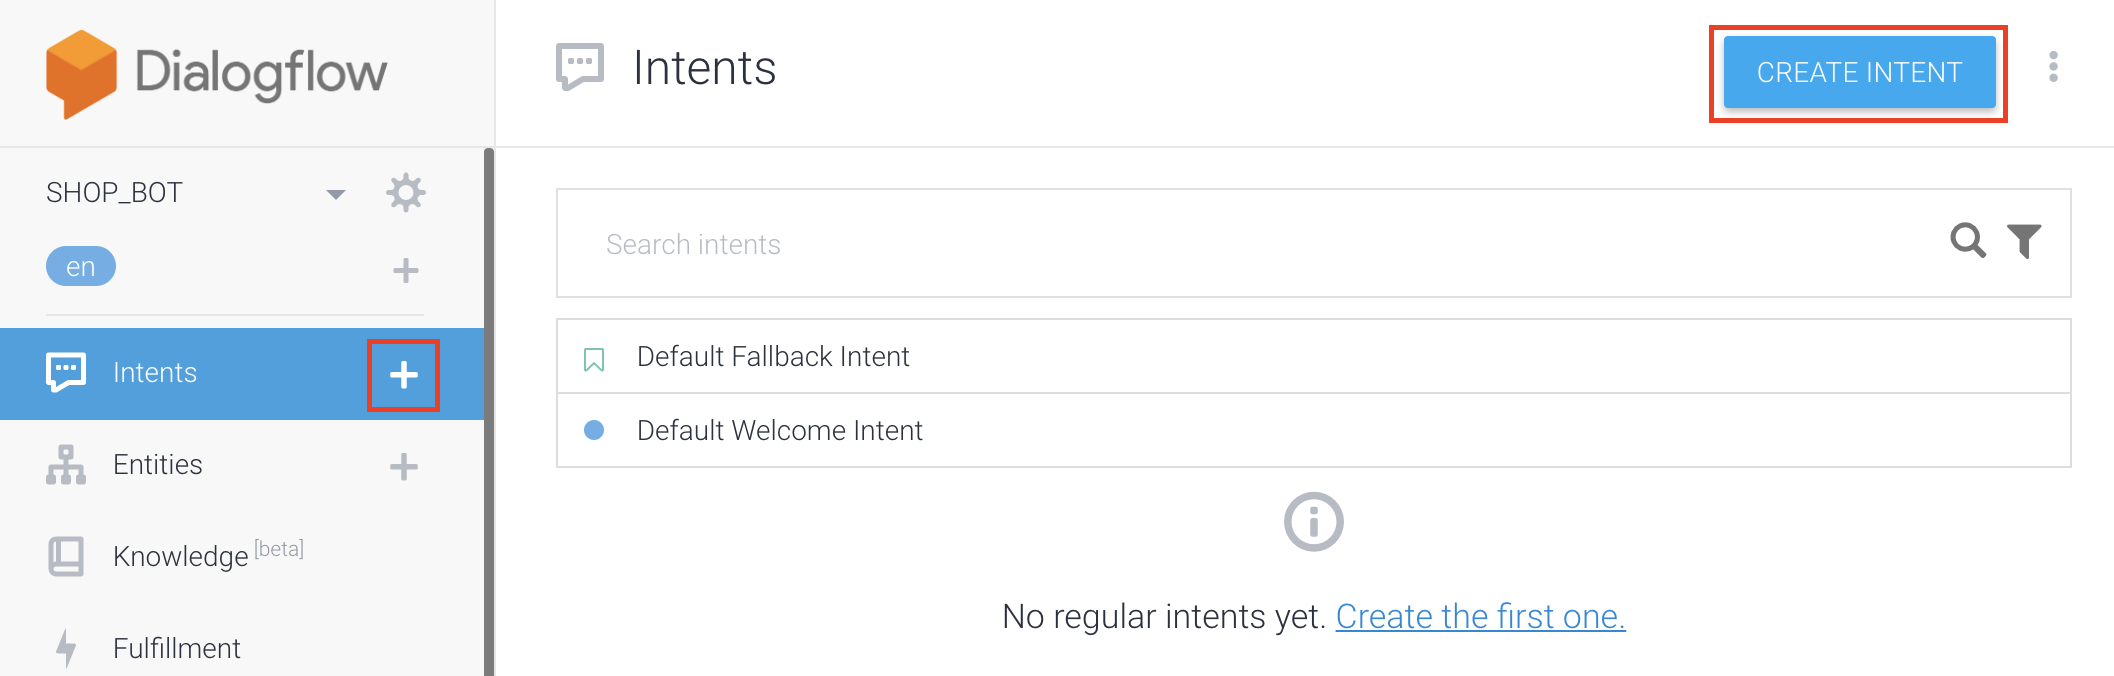 Dialogflow
Intents
CREATE INTENT
SHOP_BOT
en
Intents
Entities
Knowledge [beta]
Fulfillment
Search intents
Default Fallback Intent
Default Welcome Intent
No regular intents yet. Create the first one.